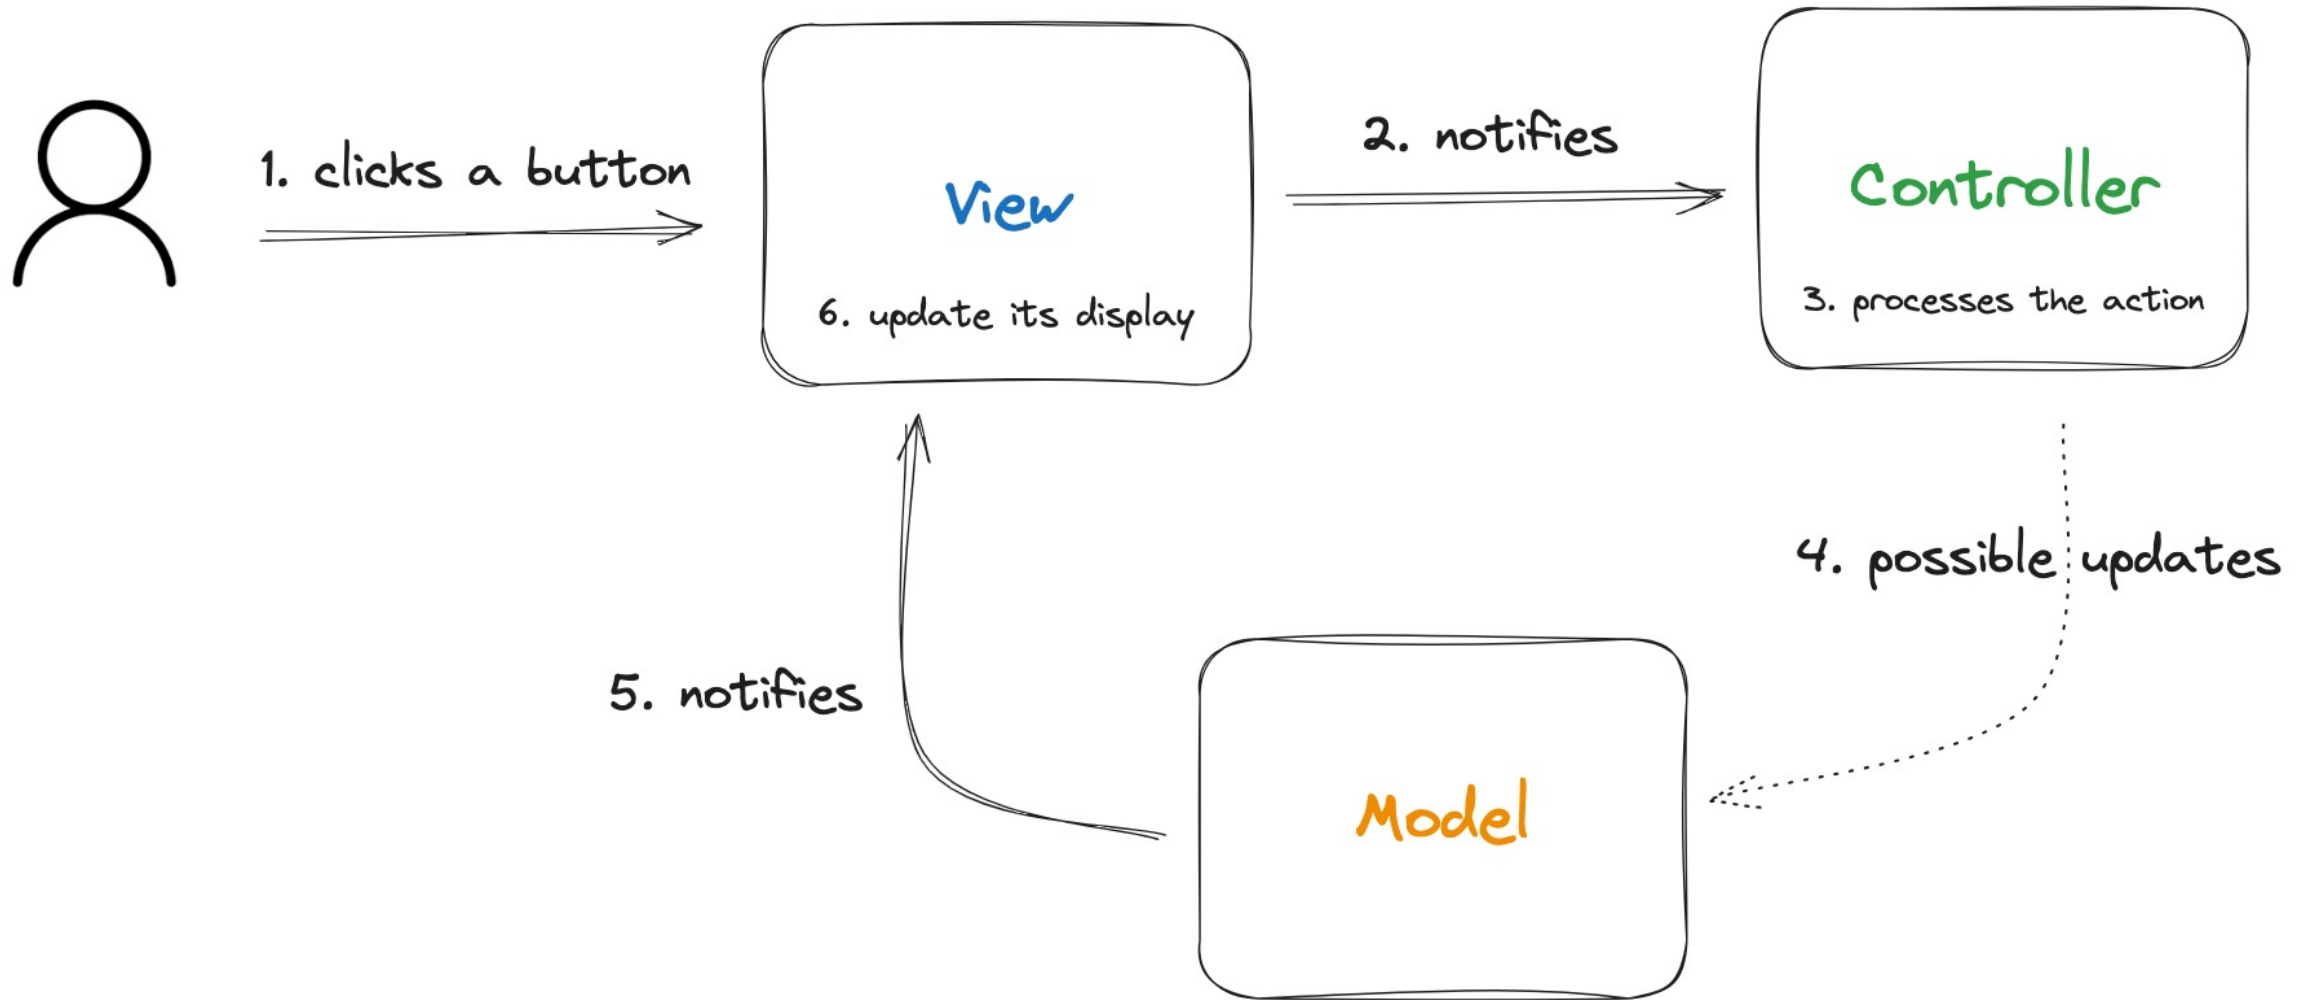 1. clicks a button
View
6. update its display
2. notifies
Controller
3. processes the action
4. possible updates
5. notifies
Model